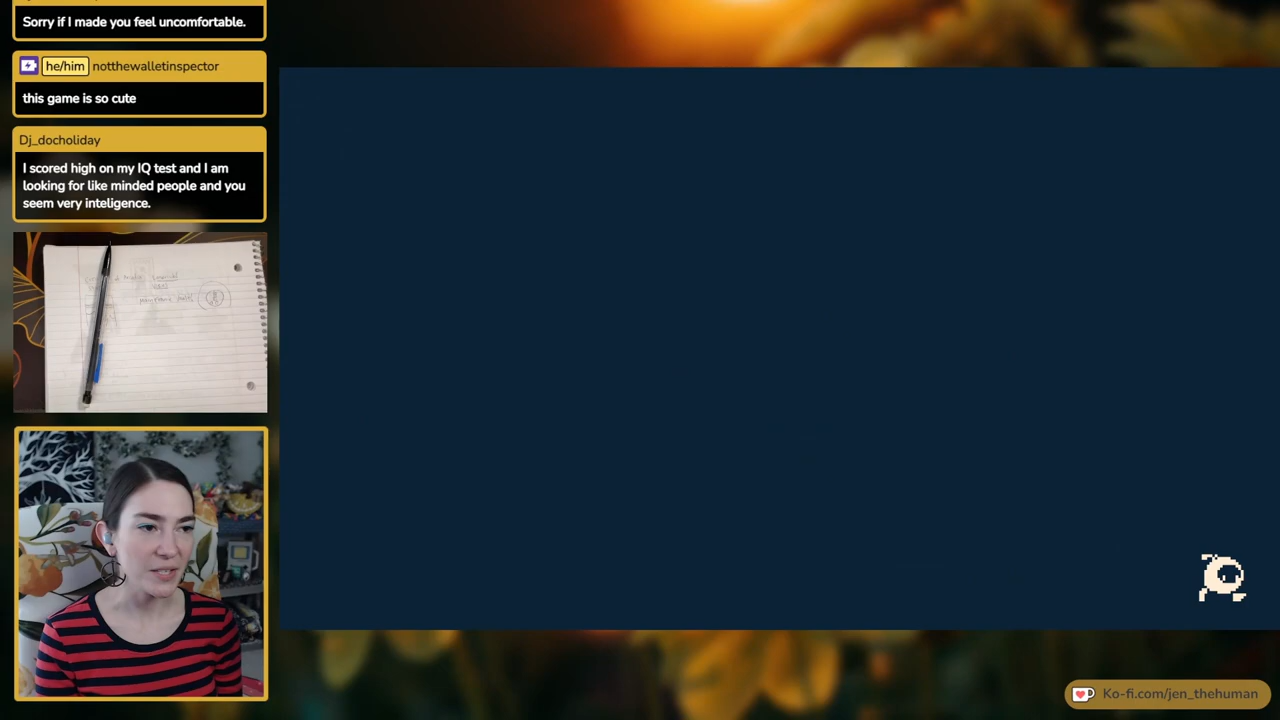 Sorry if I made you feel uncomfortable.
he/him notthewalletinspector
this game is so cute
Dj_docholiday
I scored high on my IQ test and I am
looking for like minded people and you
seem very inteligence.
Ko-fi.com/jen_thehuman